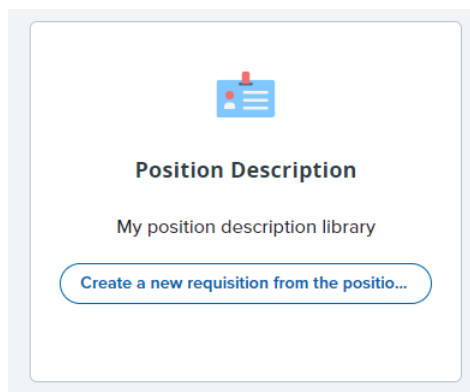 Position Description
My position description library
Create a new requisition from the positio...